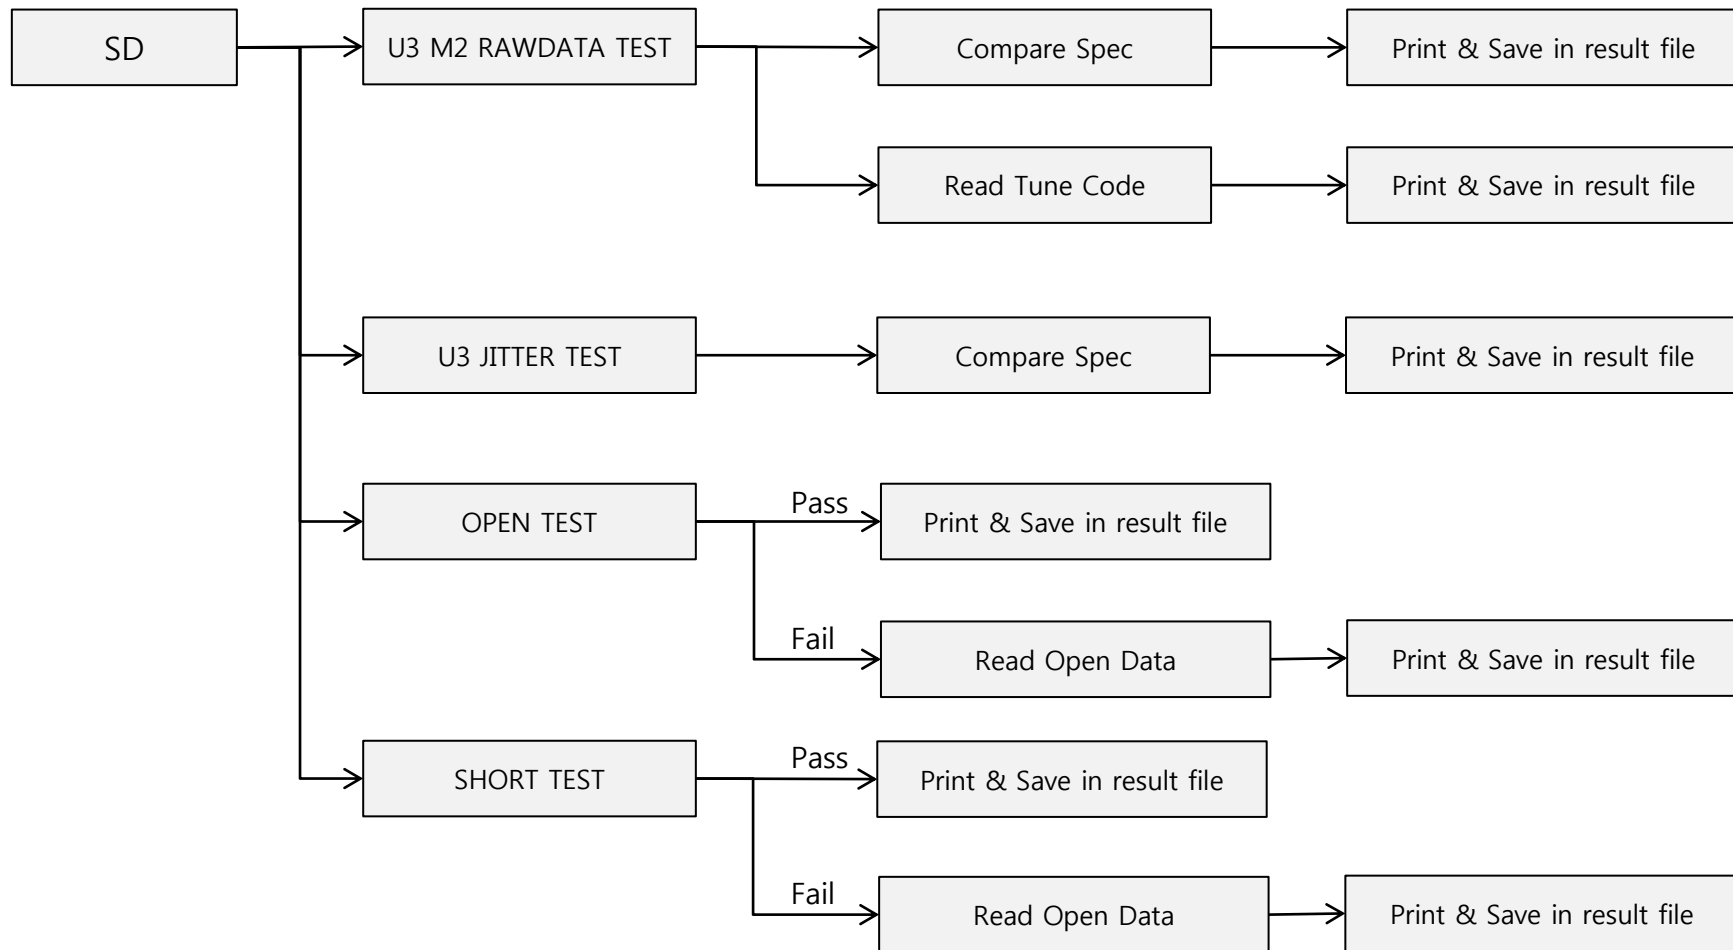 SD
U3 M2 RAWDATA TEST
Compare Spec
Print & Save in result file
Read Tune Code
Print & Save in result file
U3 JITTER TEST
Compare Spec
Print & Save in result file
OPEN TEST
Pass
Print & Save in result file
Fail
Read Open Data
Print & Save in result file
SHORT TEST
Pass
Print & Save in result file
Fail
Read Open Data
Print & Save in result file